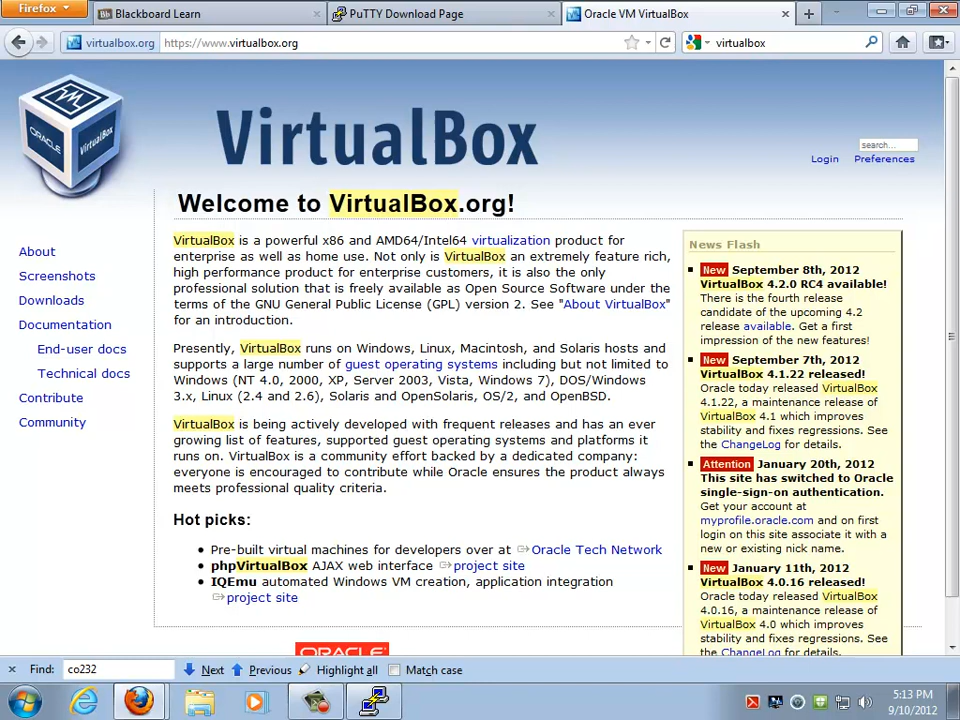 Firefox
Blackboard Learn
PuTTY Download Page
Oracle VM VirtualBox
virtualbox.org
https://www.virtualbox.org
virtualbox
ORACLE
VirtualBox
VirtualBox
search...
Login
Preferences
Welcome to VirtualBox.org!
About
Screenshots
Downloads
Documentation
End-user docs
Technical docs
Contribute
Community
VirtualBox is a powerful x86 and AMD64/Intel64 virtualization product for
enterprise as well as home use. Not only is VirtualBox an extremely feature rich,
high performance product for enterprise customers, it is also the only
professional solution that is freely available as Open Source Software under the
terms of the GNU General Public License (GPL) version 2. See "About VirtualBox"
for an introduction.
Presently, VirtualBox runs on Windows, Linux, Macintosh, and Solaris hosts and
supports a large number of guest operating systems including but not limited to
Windows (NT 4.0, 2000, XP, Server 2003, Vista, Windows 7), DOS/Windows
3.x, Linux (2.4 and 2.6), Solaris and OpenSolaris, OS/2, and OpenBSD.
VirtualBox is being actively developed with frequent releases and has an ever
growing list of features, supported guest operating systems and platforms it
runs on. VirtualBox is a community effort backed by a dedicated company:
everyone is encouraged to contribute while Oracle ensures the product always
meets professional quality criteria.
Hot picks:
Pre-built virtual machines for developers over at Oracle Tech Network
phpVirtualBox AJAX web interface project site
IQEmu automated Windows VM creation, application integration
project site
ORACLE
News Flash
New September 8th, 2012
VirtualBox 4.2.0 RC4 available!
There is the fourth release
candidate of the upcoming 4.2
release available. Get a first
impression of the new features!
New September 7th, 2012
VirtualBox 4.1.22 released!
Oracle today released VirtualBox
4.1.22, a maintenance release of
VirtualBox 4.1 which improves
stability and fixes regressions. See
the ChangeLog for details.
Attention January 20th, 2012
This site has switched to Oracle
single-sign-on authentication.
Get your account at
myprofile.oracle.com and on first
login on this site associate it with a
new or existing nick name.
New January 11th, 2012
VirtualBox 4.0.16 released!
Oracle today released VirtualBox
4.0.16, a maintenance release of
VirtualBox 4.0 which improves
stability and fixes regressions. See
the ChangeLog for details.
Find: co232 Next Previous Highlight all Match case
5:13 PM
9/10/2012